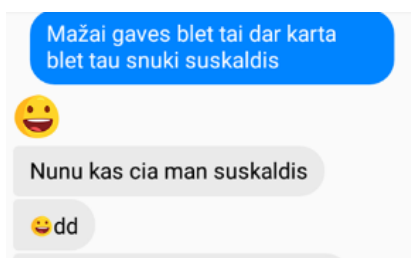 Mažai gaves blet tai dar karta
blet tau snuki suskaldis
😀
Nunu kas cia man suskaldis
😀dd